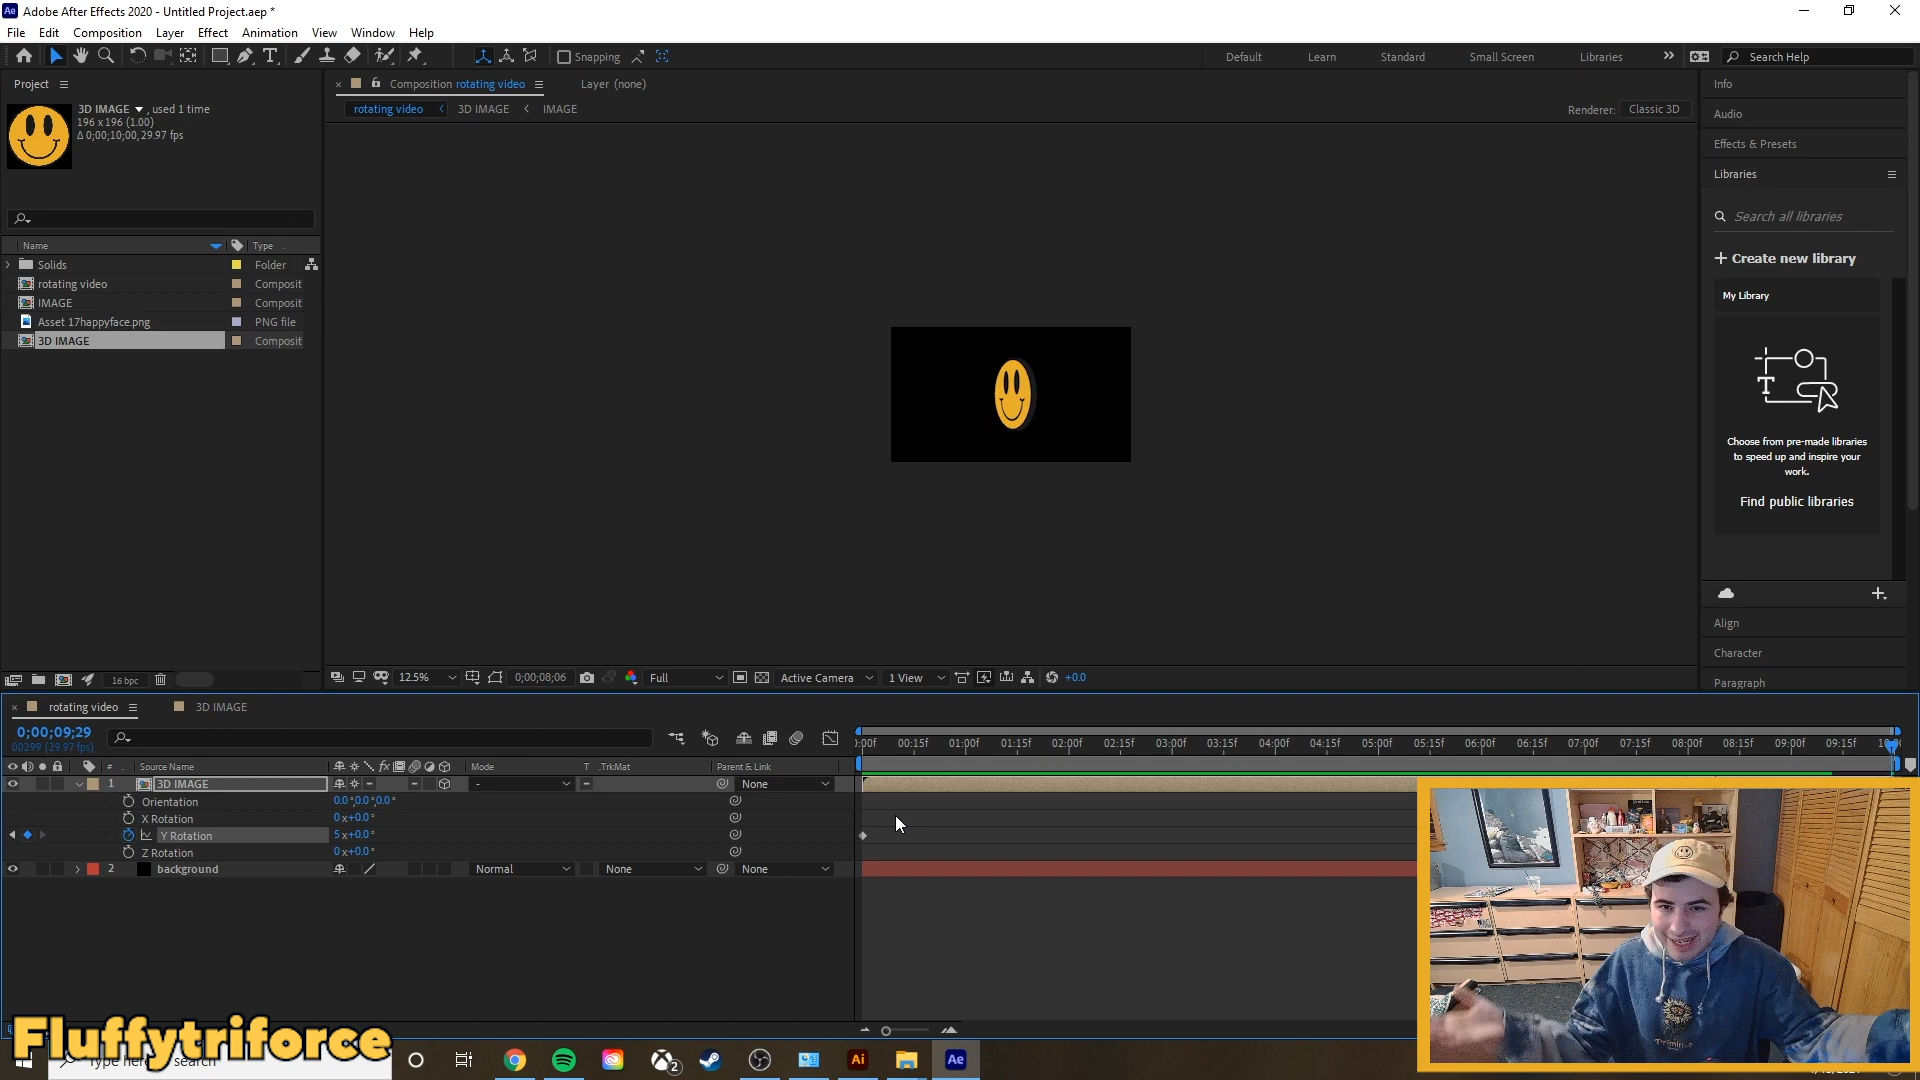 Ae Adobe After Effects 2020 - Untitled Project.aep *
File Edit Composition Layer Effect Animation View Window Help
Snapping
Default Learn Standard Small Screen Libraries » Search Help
Project
3D IMAGE , used 1 time
196 x 196 (1.00)
Δ 0;00;10;00, 29.97 fps
Name Type
Solids Folder
rotating video Composit
IMAGE Composit
Asset 17happyface.png PNG file
3D IMAGE Composit
16 bpc
Composition rotating video Layer (none)
rotating video 3D IMAGE IMAGE
Renderer: Classic 3D
12.5% 0;00;08;06 Full Active Camera 1 View +0.0
Info
Audio
Effects & Presets
Libraries
Search all libraries
+ Create new library
My Library
T
Choose from pre-made libraries
to speed up and inspire your
work.
Find public libraries
Align
Character
Paragraph
rotating video 3D IMAGE
0;00;09;29
00299 (29.97 fps)
:00f 00:15f 01:00f 01:15f 02:00f 02:15f 03:00f 03:15f 04:00f 04:15f 05:00f 05:15f 06:00f 06:15f 07:00f 07:15f 08:00f 08:15f 09:00f 09:15f
# Source Name fx Mode T .TrkMat Parent & Link
1 3D IMAGE - None
Orientation 0.0°,0.0°,0.0°
X Rotation 0x+0.0°
Y Rotation 5x+0.0°
Z Rotation 0x+0.0°
2 background Normal None None
Fluffytriforce
Type here search
2 Ai Ae